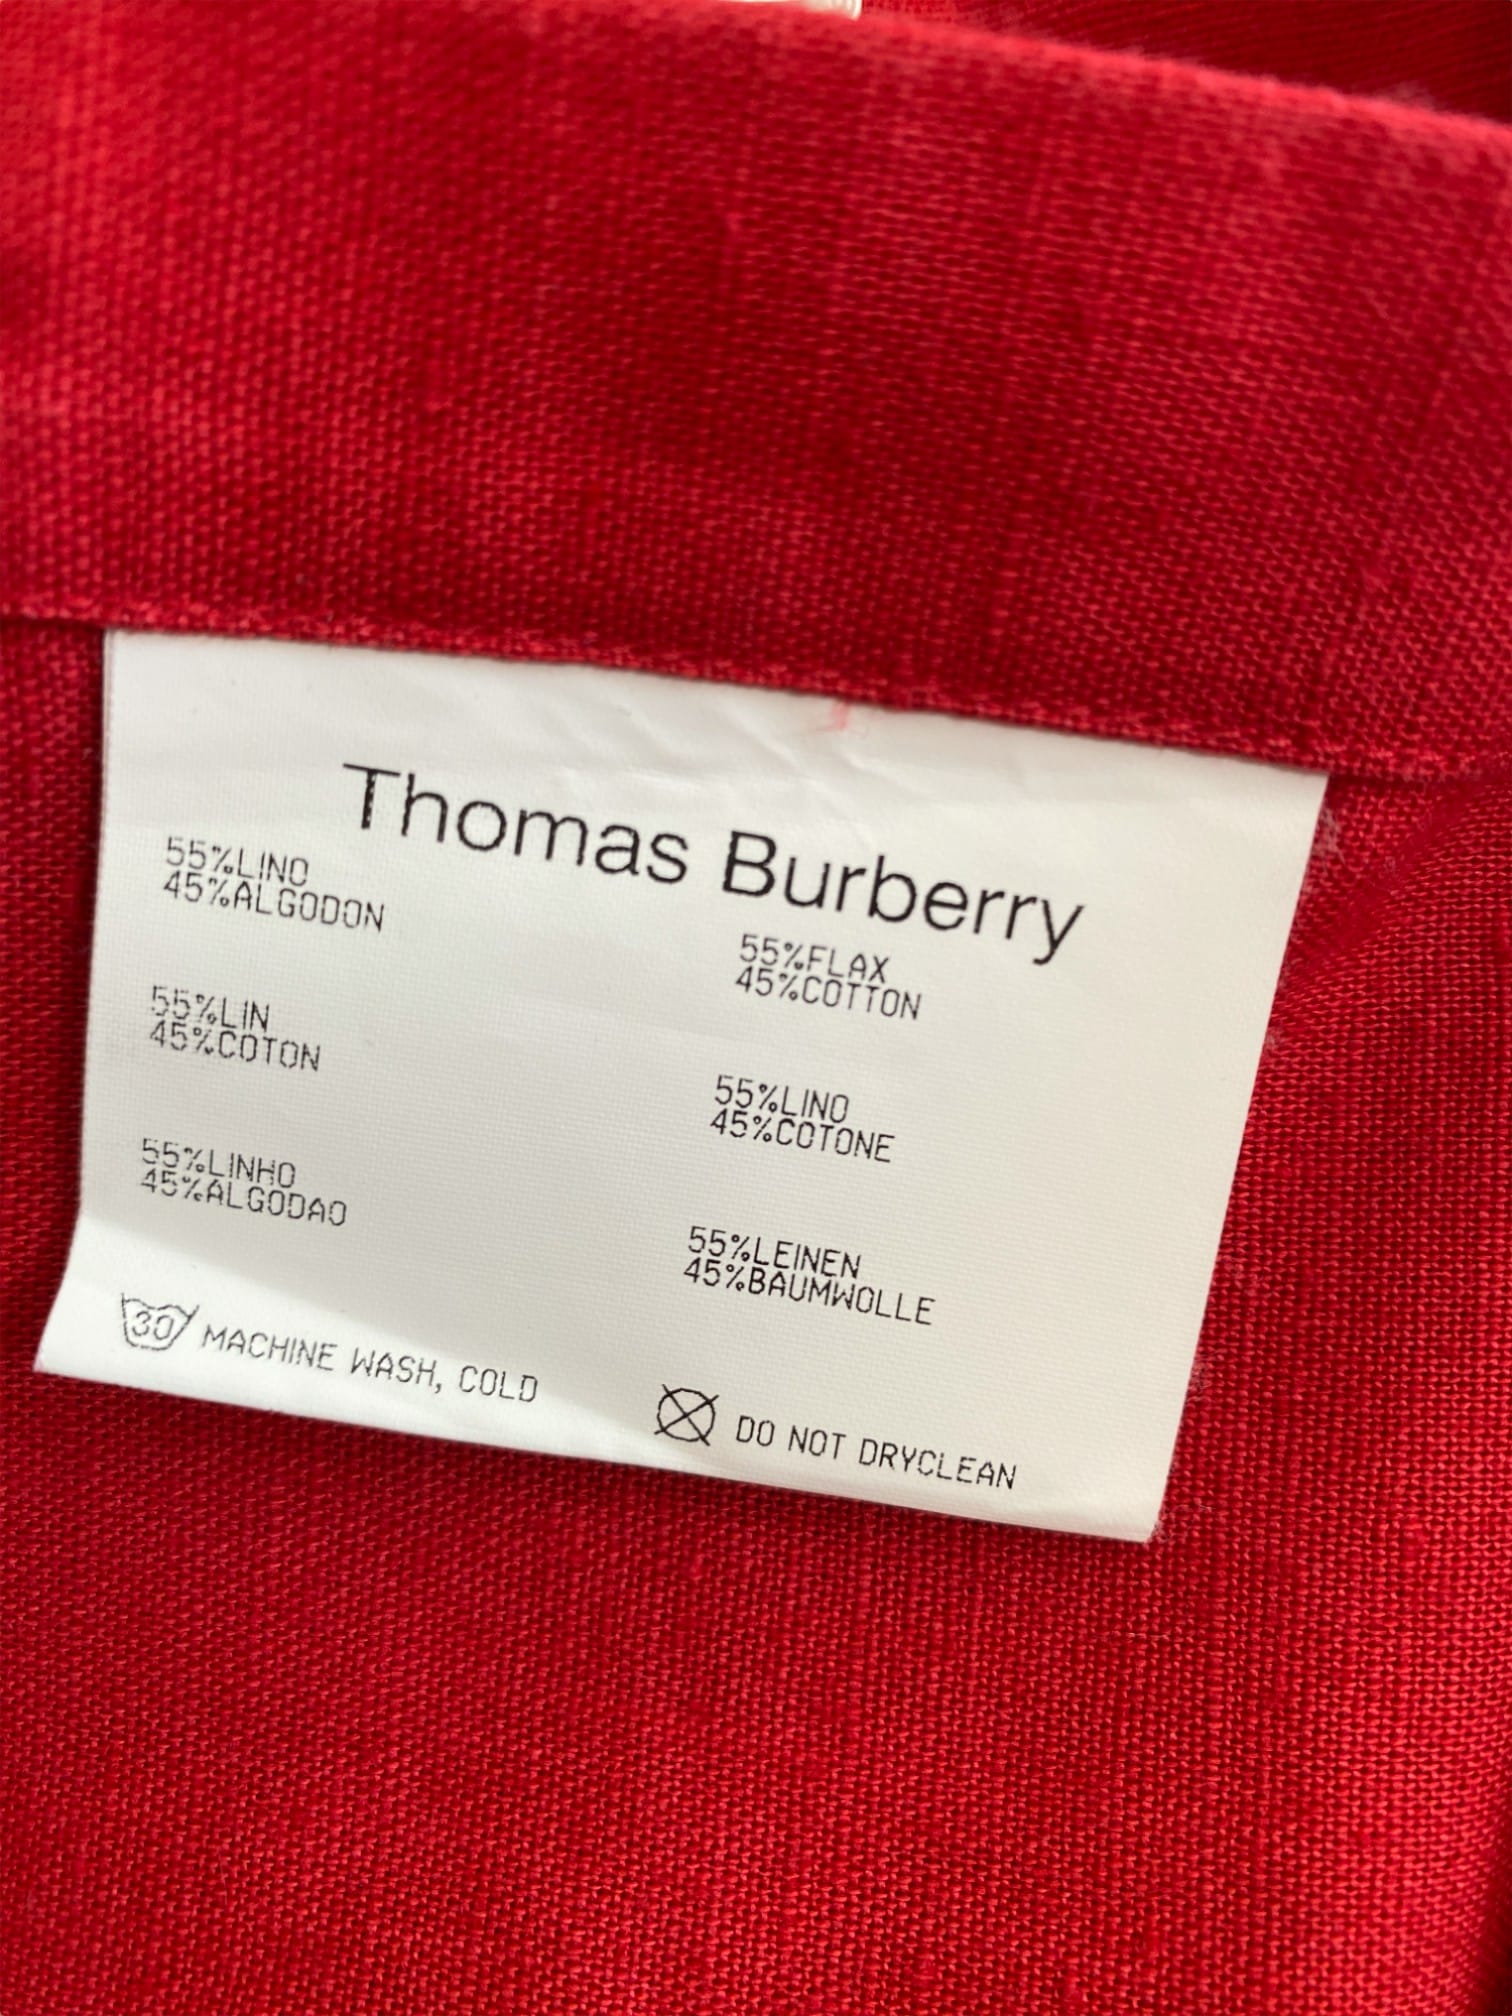 Thomas Burberry
55%LINO
45%ALGODON
55%FLAX
45%COTTON
55%LIN
45%COTON
55%LINO
45%COTONE
55%LINHO
45%ALGODAO
55%LEINEN
45%BAUMWOLLE
30 MACHINE WASH, COLD
DO NOT DRYCLEAN